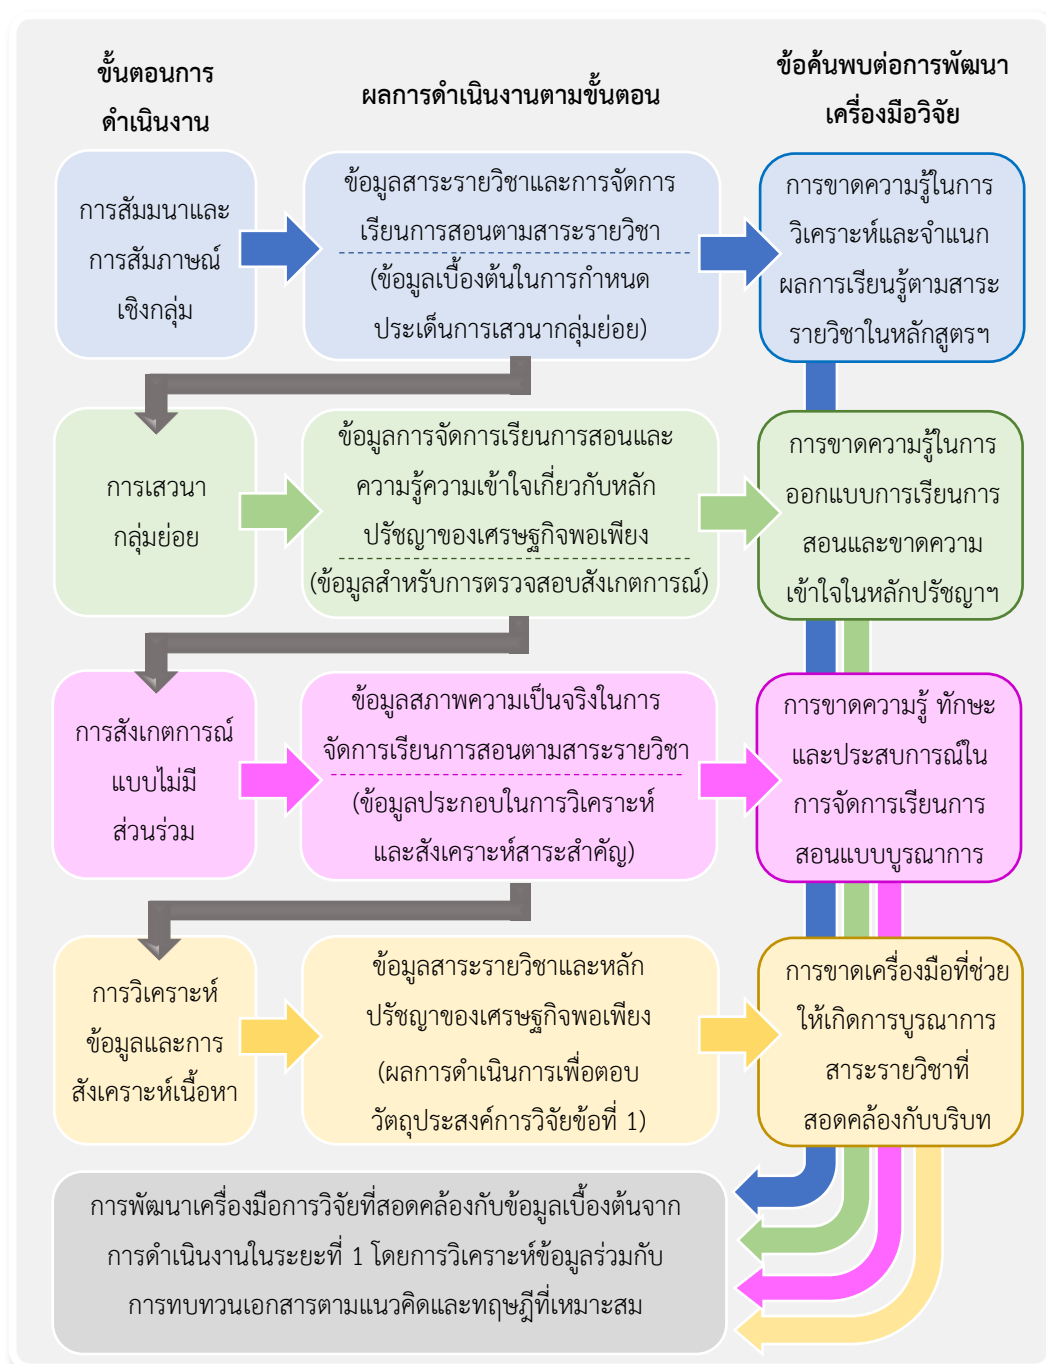 ขั้นตอนการ
ดำเนินงาน
ผลการดำเนินงานตามขั้นตอน
ข้อค้นพบต่อการพัฒนา
เครื่องมือวิจัย
การสัมมนาและ
การสัมภาษณ์
เชิงกลุ่ม
ข้อมูลสาระรายวิชาและการจัดการ
เรียนการสอนตามสาระรายวิชา
(ข้อมูลเบื้องต้นในการกำหนด
ประเด็นการเสวนากลุ่มย่อย)
การขาดความรู้ในการ
วิเคราะห์และจำแนก
ผลการเรียนรู้ตามสาระ
รายวิชาในหลักสูตรฯ
การเสวนา
กลุ่มย่อย
ข้อมูลการจัดการเรียนการสอนและ
ความรู้ความเข้าใจเกี่ยวกับหลัก
ปรัชญาของเศรษฐกิจพอเพียง
(ข้อมูลสำหรับการตรวจสอบสังเกตการณ์)
การขาดความรู้ในการ
ออกแบบการเรียนการ
สอนและขาดความ
เข้าใจในหลักปรัชญาฯ
การสังเกตการณ์
แบบไม่มี
ส่วนร่วม
ข้อมูลสภาพความเป็นจริงในการ
จัดการเรียนการสอนตามสาระรายวิชา
(ข้อมูลประกอบในการวิเคราะห์
และสังเคราะห์สาระสำคัญ)
การขาดความรู้ ทักษะ
และประสบการณ์ใน
การจัดการเรียนการ
สอนแบบบูรณาการ
การวิเคราะห์
ข้อมูลและการ
สังเคราะห์เนื้อหา
ข้อมูลสาระรายวิชาและหลัก
ปรัชญาของเศรษฐกิจพอเพียง
(ผลการดำเนินการเพื่อตอบ
วัตถุประสงค์การวิจัยข้อที่ 1)
การขาดเครื่องมือที่ช่วย
ให้เกิดการบูรณาการ
สาระรายวิชาที่
สอดคล้องกับบริบท
การพัฒนาเครื่องมือการวิจัยที่สอดคล้องกับข้อมูลเบื้องต้นจาก
การดำเนินงานในระยะที่ 1 โดยการวิเคราะห์ข้อมูลร่วมกับ
การทบทวนเอกสารตามแนวคิดและทฤษฎีที่เหมาะสม